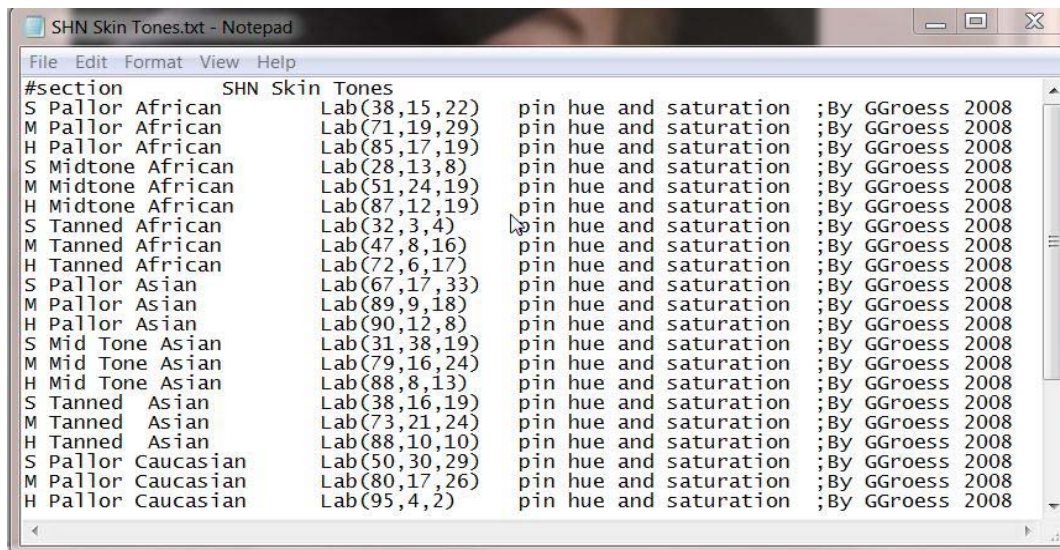 SHN Skin Tones.txt - Notepad
File Edit Format View Help
#section SHN Skin Tones
S Pallor African Lab(38,15,22) pin hue and saturation ;By GGroess 2008
M Pallor African Lab(71,19,29) pin hue and saturation ;By GGroess 2008
H Pallor African Lab(85,17,19) pin hue and saturation ;By GGroess 2008
S Midtone African Lab(28,13,8) pin hue and saturation ;By GGroess 2008
M Midtone African Lab(51,24,19) pin hue and saturation ;By GGroess 2008
H Midtone African Lab(87,12,19) pin hue and saturation ;By GGroess 2008
S Tanned African Lab(32,3,4) pin hue and saturation ;By GGroess 2008
M Tanned African Lab(47,8,16) pin hue and saturation ;By GGroess 2008
H Tanned African Lab(72,6,17) pin hue and saturation ;By GGroess 2008
S Pallor Asian Lab(67,17,33) pin hue and saturation ;By GGroess 2008
M Pallor Asian Lab(89,9,18) pin hue and saturation ;By GGroess 2008
H Pallor Asian Lab(90,12,8) pin hue and saturation ;By GGroess 2008
S Mid Tone Asian Lab(31,38,19) pin hue and saturation ;By GGroess 2008
M Mid Tone Asian Lab(79,16,24) pin hue and saturation ;By GGroess 2008
H Mid Tone Asian Lab(88,8,13) pin hue and saturation ;By GGroess 2008
S Tanned  Asian Lab(38,16,19) pin hue and saturation ;By GGroess 2008
M Tanned  Asian Lab(73,21,24) pin hue and saturation ;By GGroess 2008
H Tanned  Asian Lab(88,10,10) pin hue and saturation ;By GGroess 2008
S Pallor Caucasian Lab(50,30,29) pin hue and saturation ;By GGroess 2008
M Pallor Caucasian Lab(80,17,26) pin hue and saturation ;By GGroess 2008
H Pallor Caucasian Lab(95,4,2) pin hue and saturation ;By GGroess 2008